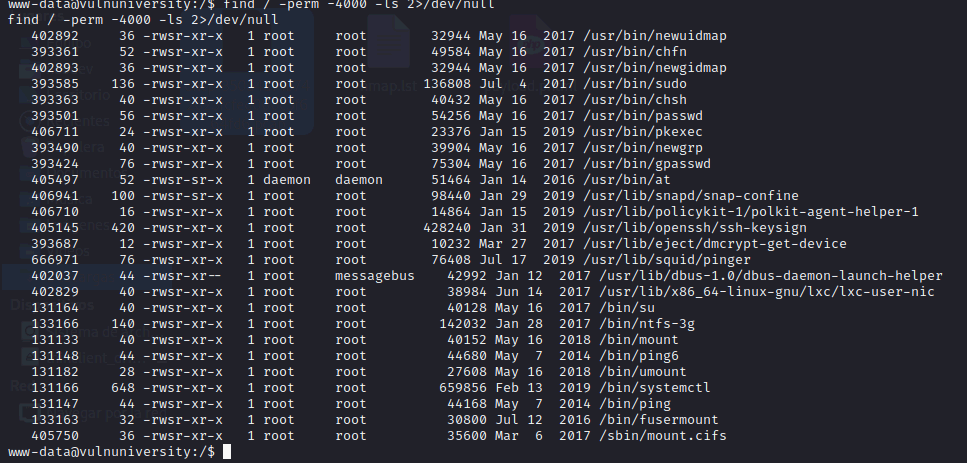 www-data@vulnuniversity:/$ find / -perm -4000 -ls 2>/dev/null
find / -perm -4000 -ls 2>/dev/null
402892 36 -rwsr-xr-x 1 root root 32944 May 16 2017 /usr/bin/newuidmap
393361 52 -rwsr-xr-x 1 root root 49584 May 16 2017 /usr/bin/chfn
402893 36 -rwsr-xr-x 1 root root 32944 May 16 2017 /usr/bin/newgidmap
393585 136 -rwsr-xr-x 1 root root 136808 Jul 4 2017 /usr/bin/sudo
393363 40 -rwsr-xr-x 1 root root 40432 May 16 2017 /usr/bin/chsh
393501 56 -rwsr-xr-x 1 root root 54256 May 16 2017 /usr/bin/passwd
406711 24 -rwsr-xr-x 1 root root 23376 Jan 15 2019 /usr/bin/pkexec
393490 40 -rwsr-xr-x 1 root root 39904 May 16 2017 /usr/bin/newgrp
393424 76 -rwsr-xr-x 1 root root 75304 May 16 2017 /usr/bin/gpasswd
405497 52 -rwsr-sr-x 1 daemon daemon 51464 Jan 14 2016 /usr/bin/at
406941 100 -rwsr-sr-x 1 root root 98440 Jan 29 2019 /usr/lib/snapd/snap-confine
406710 16 -rwsr-xr-x 1 root root 14864 Jan 15 2019 /usr/lib/policykit-1/polkit-agent-helper-1
405145 420 -rwsr-xr-x 1 root root 428240 Jan 31 2019 /usr/lib/openssh/ssh-keysign
393687 12 -rwsr-xr-x 1 root root 10232 Mar 27 2017 /usr/lib/eject/dmcrypt-get-device
666971 76 -rwsr-xr-x 1 root root 76408 Jul 17 2019 /usr/lib/squid/pinger
402037 44 -rwsr-xr-- 1 root messagebus 42992 Jan 12 2017 /usr/lib/dbus-1.0/dbus-daemon-launch-helper
402829 40 -rwsr-xr-x 1 root root 38984 Jun 14 2017 /usr/lib/x86_64-linux-gnu/lxc/lxc-user-nic
131164 40 -rwsr-xr-x 1 root root 40128 May 16 2017 /bin/su
133166 140 -rwsr-xr-x 1 root root 142032 Jan 28 2017 /bin/ntfs-3g
131133 40 -rwsr-xr-x 1 root root 40152 May 16 2018 /bin/mount
131148 44 -rwsr-xr-x 1 root root 44680 May 7 2014 /bin/ping6
131182 28 -rwsr-xr-x 1 root root 27608 May 16 2018 /bin/umount
131166 648 -rwsr-xr-x 1 root root 659856 Feb 13 2019 /bin/systemctl
131147 44 -rwsr-xr-x 1 root root 44168 May 7 2014 /bin/ping
133163 32 -rwsr-xr-x 1 root root 30800 Jul 12 2016 /bin/fusermount
405750 36 -rwsr-xr-x 1 root root 35600 Mar 6 2017 /sbin/mount.cifs
www-data@vulnuniversity:/$